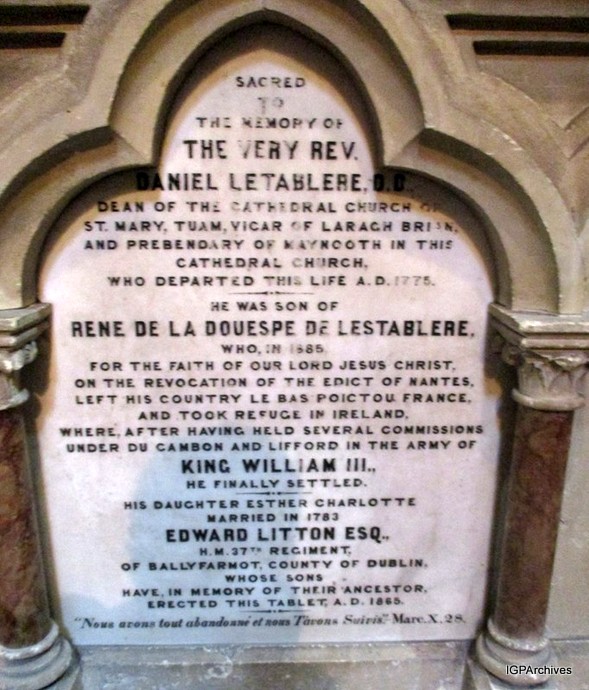 SACRED
TO
THE MEMORY OF
THE VERY REV.
DANIEL LETABLERE, D.D.,
DEAN OF THE CATHEDRAL CHURCH OF
ST. MARY, TUAM, VICAR OF LARAGH BRIAN,
AND PREBENDARY OF MAYNOOTH IN THIS
CATHEDRAL CHURCH,
WHO DEPARTED THIS LIFE A.D. 1775.
HE WAS SON OF
RENE DE LA DOUESPE DE LESTABLERE,
WHO, IN 1685,
FOR THE FAITH OF OUR LORD JESUS CHRIST,
ON THE REVOCATION OF THE EDICT OF NANTES,
LEFT HIS COUNTRY LE BAS POICTOU FRANCE,
AND TOOK REFUGE IN IRELAND,
WHERE, AFTER HAVING HELD SEVERAL COMMISSIONS
UNDER DU CAMBON AND LIFFORD IN THE ARMY OF
KING WILLIAM III.,
HE FINALLY SETTLED.
HIS DAUGHTER ESTHER CHARLOTTE
MARRIED IN 1783
EDWARD LITTON ESQ.,
H.M. 37TH REGIMENT,
OF BALLYFARMOT, COUNTY OF DUBLIN,
WHOSE SONS
HAVE, IN MEMORY OF THEIR ANCESTOR,
ERECTED THIS TABLET, A.D. 1865.
"Nous avons tout abandonné et nous T'avons Suivis." Marc. X. 28.
IGPArchives